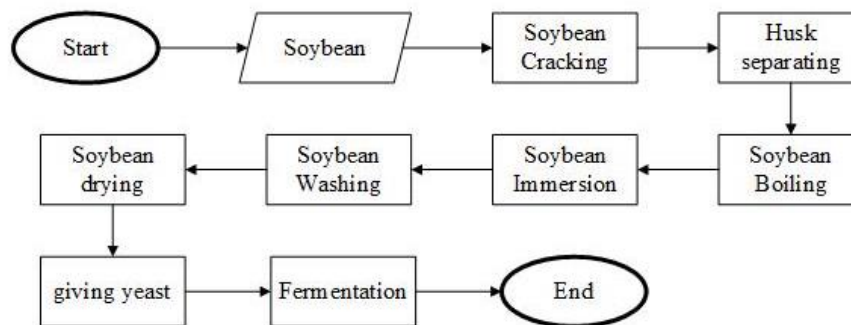 Start
Soybean
Soybean
Cracking
Husk
separating
Soybean
Boiling
Soybean
Immersion
Soybean
Washing
Soybean
drying
giving yeast
Fermentation
End